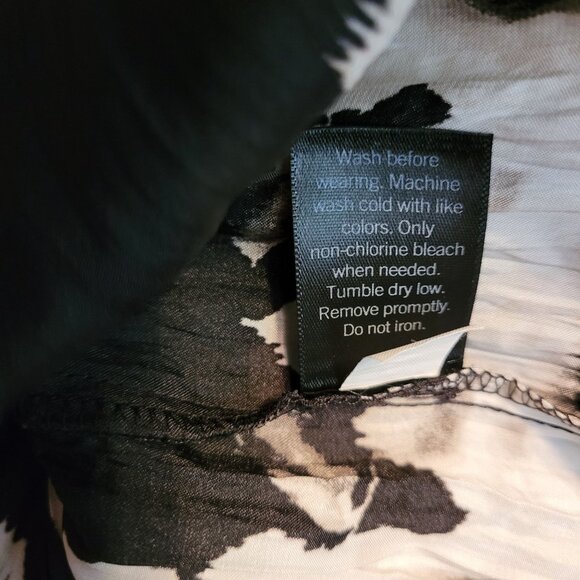 Wash before
wearing. Machine
wash cold with like
colors. Only
non-chlorine bleach
when needed.
Tumble dry low.
Remove promptly.
Do not iron.